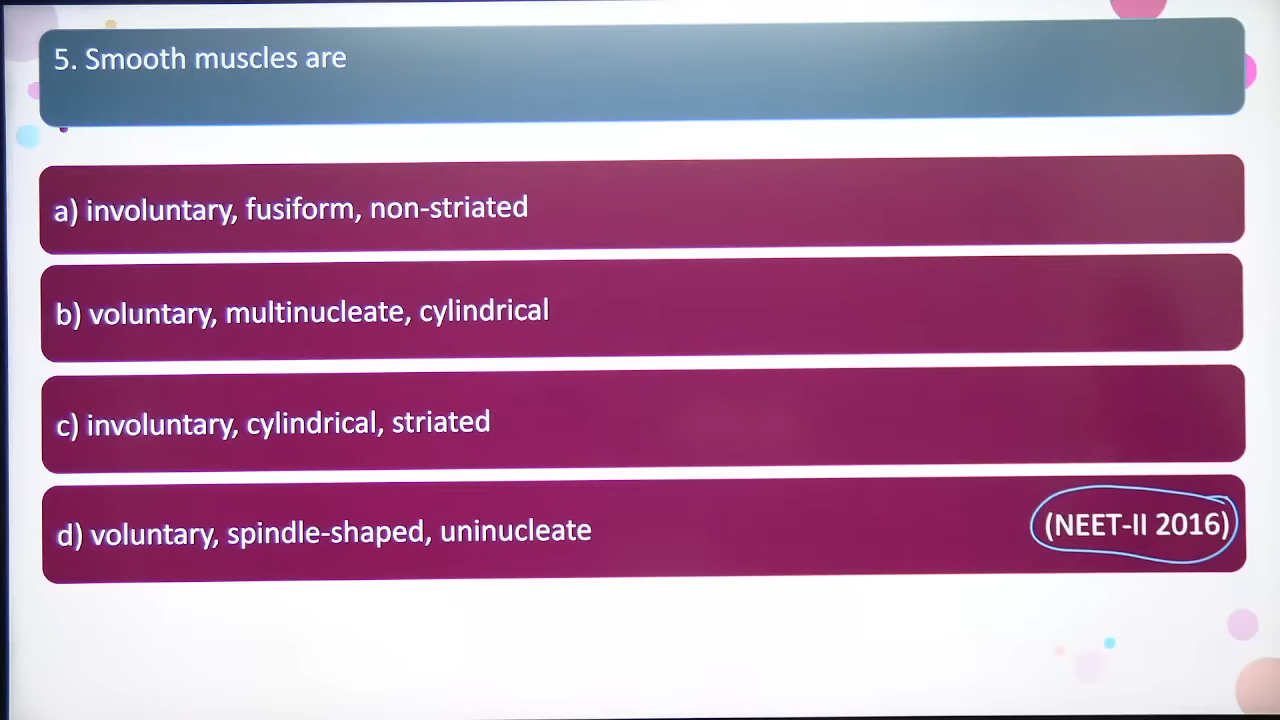 5. Smooth muscles are
a) involuntary, fusiform, non-striated
b) voluntary, multinucleate, cylindrical
c) involuntary, cylindrical, striated
d) voluntary, spindle-shaped, uninucleate
(NEET-II 2016)